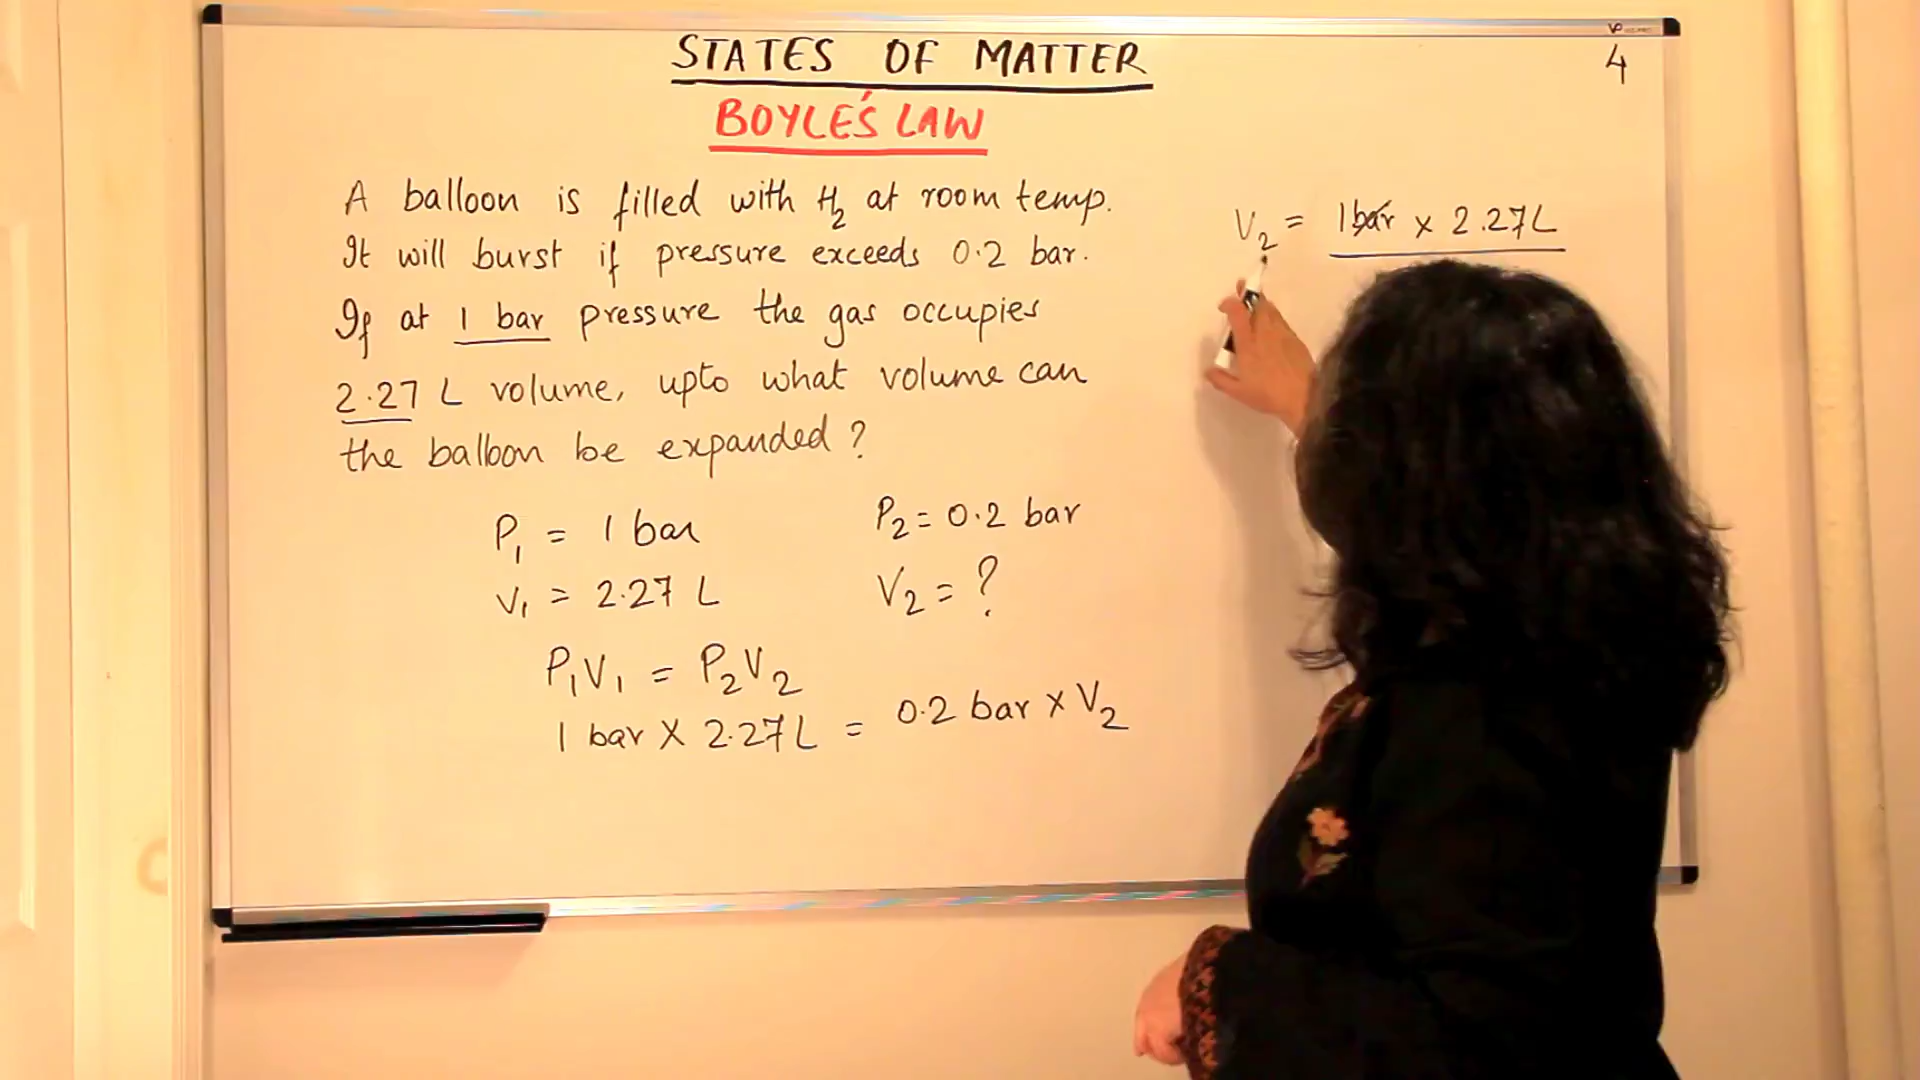 STATES OF MATTER
4
BOYLE'S LAW
A balloon is filled with H₂ at room temp.
It will burst if pressure exceeds 0.2 bar.
If at 1 bar pressure the gas occupies
2.27 L volume, upto what volume can
the balloon be expanded ?
P₁ = 1 bar
P₂ = 0.2 bar
V₁ = 2.27 L
V₂ = ?
P₁V₁ = P₂V₂
1 bar X 2.27 L = 0.2 bar x V₂
V₂ = 1 bar x 2.27 L